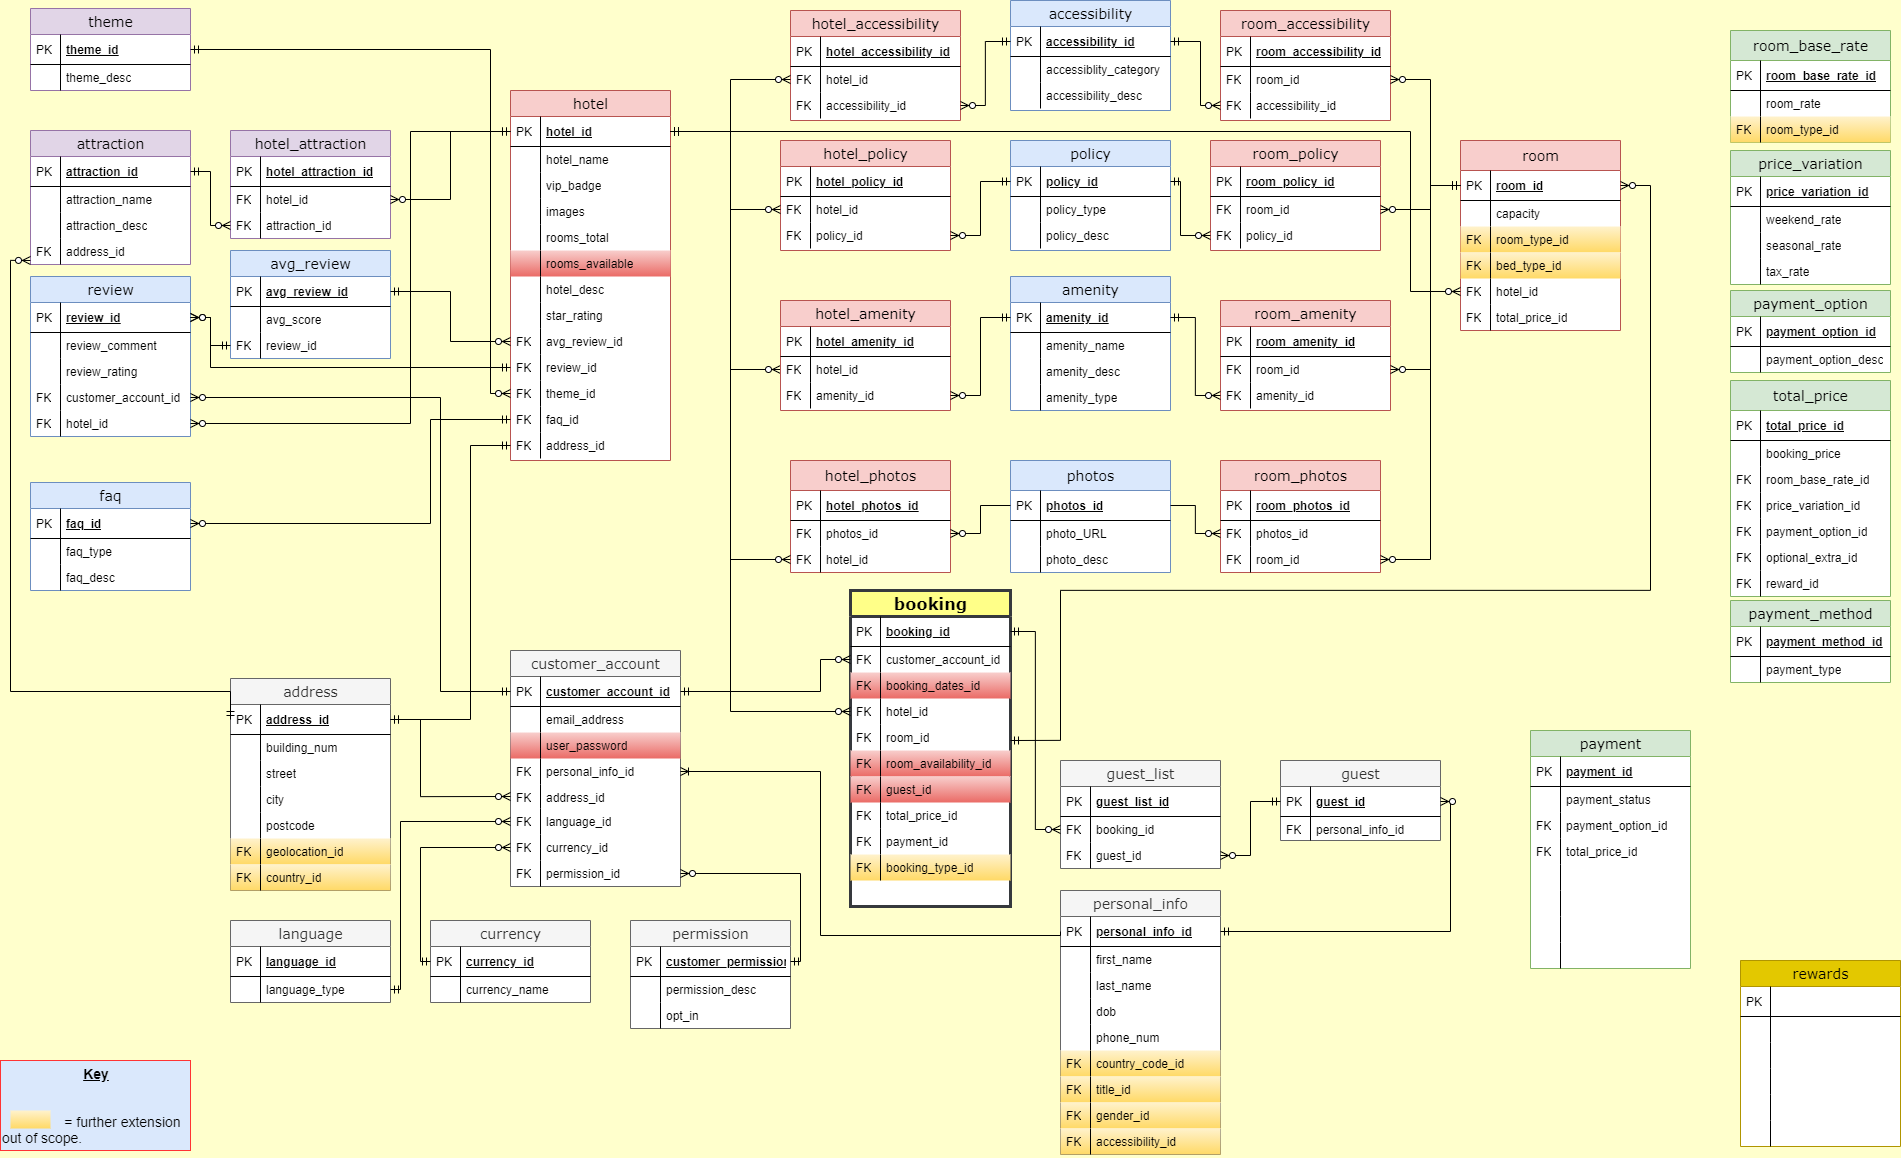 theme
PK theme_id
theme_desc
attraction
PK attraction_id
attraction_name
attraction_desc
FK address_id
hotel_attraction
PK hotel_attraction_id
FK hotel_id
FK attraction_id
avg_review
PK avg_review_id
avg_score
FK review_id
review
PK review_id
review_comment
review_rating
FK customer_account_id
FK hotel_id
faq
PK faq_id
faq_type
faq_desc
hotel
PK hotel_id
hotel_name
vip_badge
images
rooms_total
rooms_available
hotel_desc
star_rating
FK avg_review_id
FK review_id
FK theme_id
FK faq_id
FK address_id
hotel_accessibility
PK hotel_accessibility_id
FK hotel_id
FK accessibility_id
accessibility
PK accessibility_id
accessiblity_category
accessibility_desc
room_accessibility
PK room_accessibility_id
FK room_id
FK accessibility_id
hotel_policy
PK hotel_policy_id
FK hotel_id
FK policy_id
policy
PK policy_id
policy_type
policy_desc
room_policy
PK room_policy_id
FK room_id
FK policy_id
hotel_amenity
PK hotel_amenity_id
FK hotel_id
FK amenity_id
amenity
PK amenity_id
amenity_name
amenity_desc
amenity_type
room_amenity
PK room_amenity_id
FK room_id
FK amenity_id
hotel_photos
PK hotel_photos_id
FK photos_id
FK hotel_id
photos
PK photos_id
photo_URL
photo_desc
room_photos
PK room_photos_id
FK photos_id
FK room_id
room
PK room_id
capacity
FK room_type_id
FK bed_type_id
FK hotel_id
FK total_price_id
room_base_rate
PK room_base_rate_id
room_rate
FK room_type_id
price_variation
PK price_variation_id
weekend_rate
seasonal_rate
tax_rate
payment_option
PK payment_option_id
payment_option_desc
total_price
PK total_price_id
booking_price
FK room_base_rate_id
FK price_variation_id
FK payment_option_id
FK optional_extra_id
FK reward_id
payment_method
PK payment_method_id
payment_type
booking
PK booking_id
FK customer_account_id
FK booking_dates_id
FK hotel_id
FK room_id
FK room_availability_id
FK guest_id
FK total_price_id
FK payment_id
FK booking_type_id
customer_account
PK customer_account_id
email_address
user_password
FK personal_info_id
FK address_id
FK language_id
FK currency_id
FK permission_id
address
PK address_id
building_num
street
city
postcode
FK geolocation_id
FK country_id
language
PK language_id
language_type
currency
PK currency_id
currency_name
permission
PK customer_permissio
permission_desc
opt_in
guest_list
PK guest_list_id
FK booking_id
FK guest_id
guest
PK guest_id
FK personal_info_id
personal_info
PK personal_info_id
first_name
last_name
dob
phone_num
FK country_code_id
FK title_id
FK gender_id
FK accessibility_id
payment
PK payment_id
payment_status
FK payment_option_id
FK total_price_id
rewards
PK
Key
= further extension
out of scope.